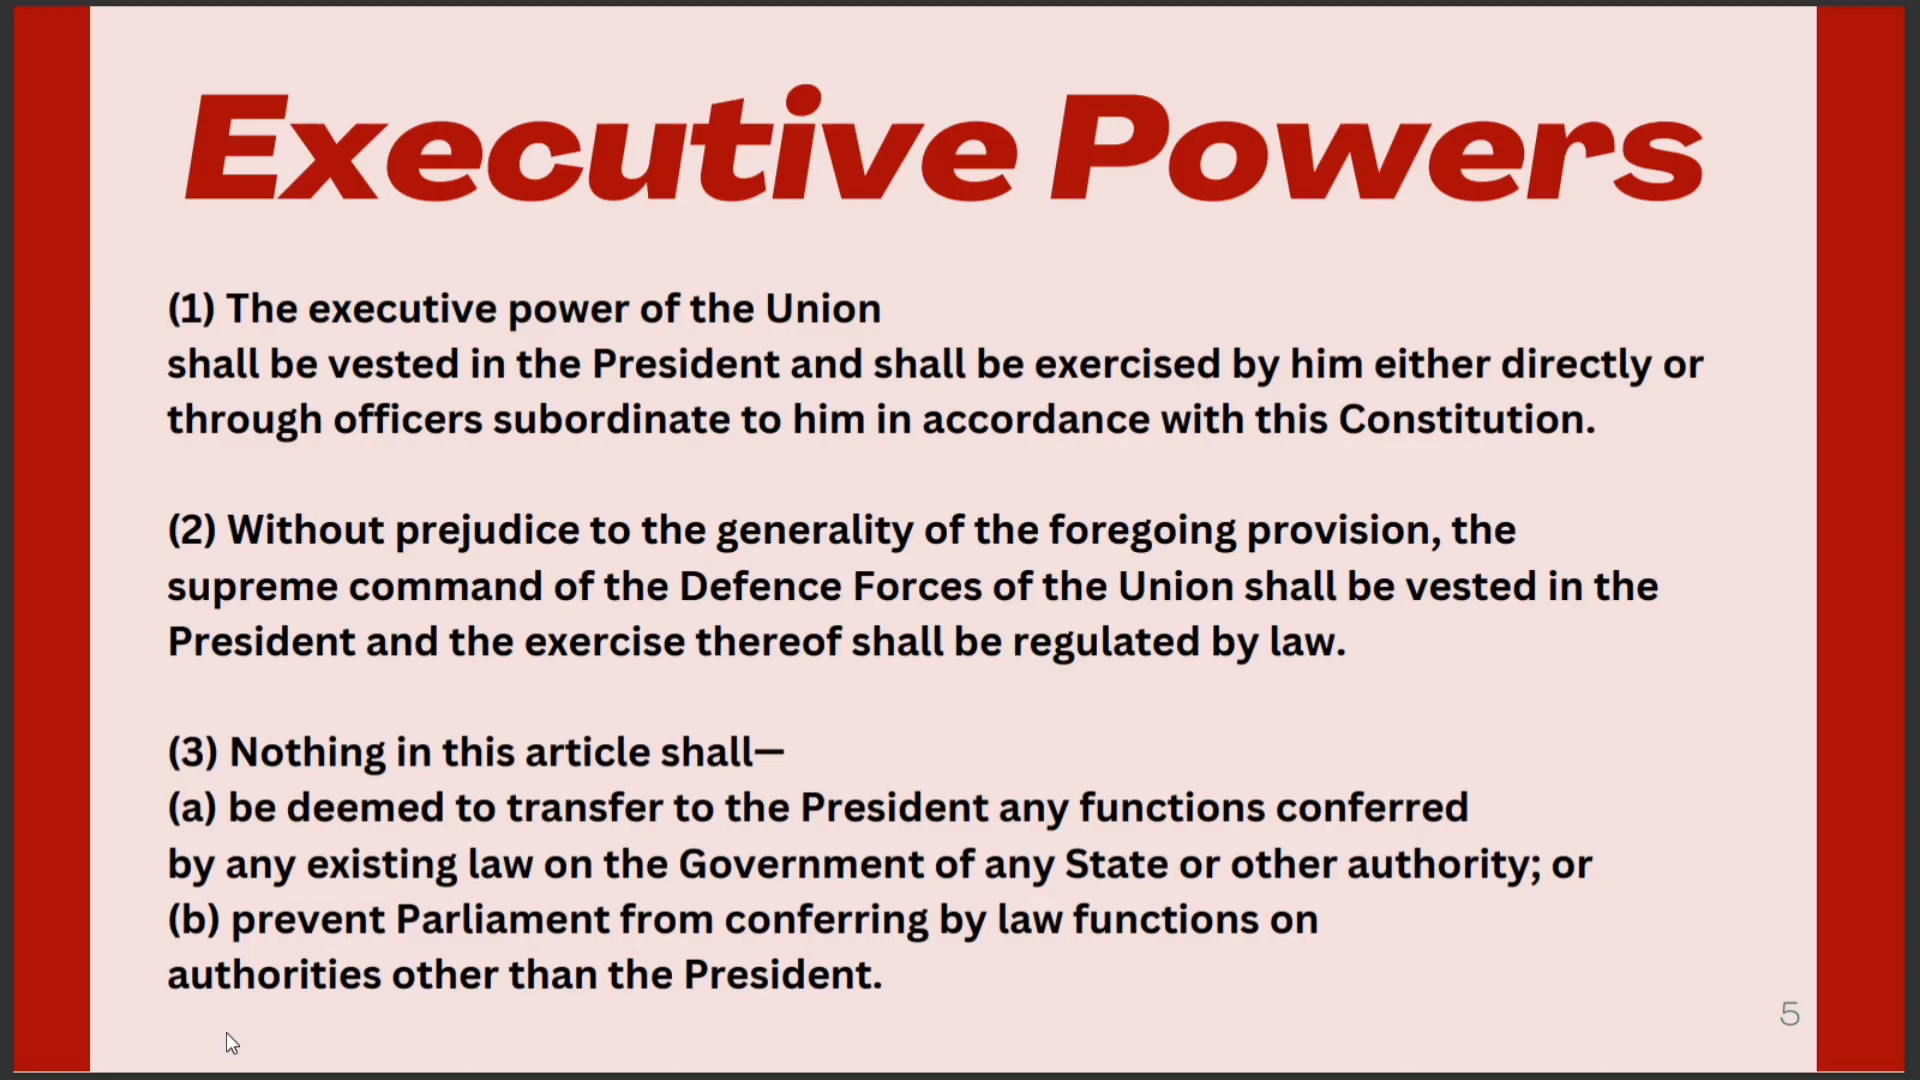 Executive Powers
(1) The executive power of the Union
shall be vested in the President and shall be exercised by him either directly or
through officers subordinate to him in accordance with this Constitution.
(2) Without prejudice to the generality of the foregoing provision, the
supreme command of the Defence Forces of the Union shall be vested in the
President and the exercise thereof shall be regulated by law.
(3) Nothing in this article shall—
(a) be deemed to transfer to the President any functions conferred
by any existing law on the Government of any State or other authority; or
(b) prevent Parliament from conferring by law functions on
authorities other than the President.
5